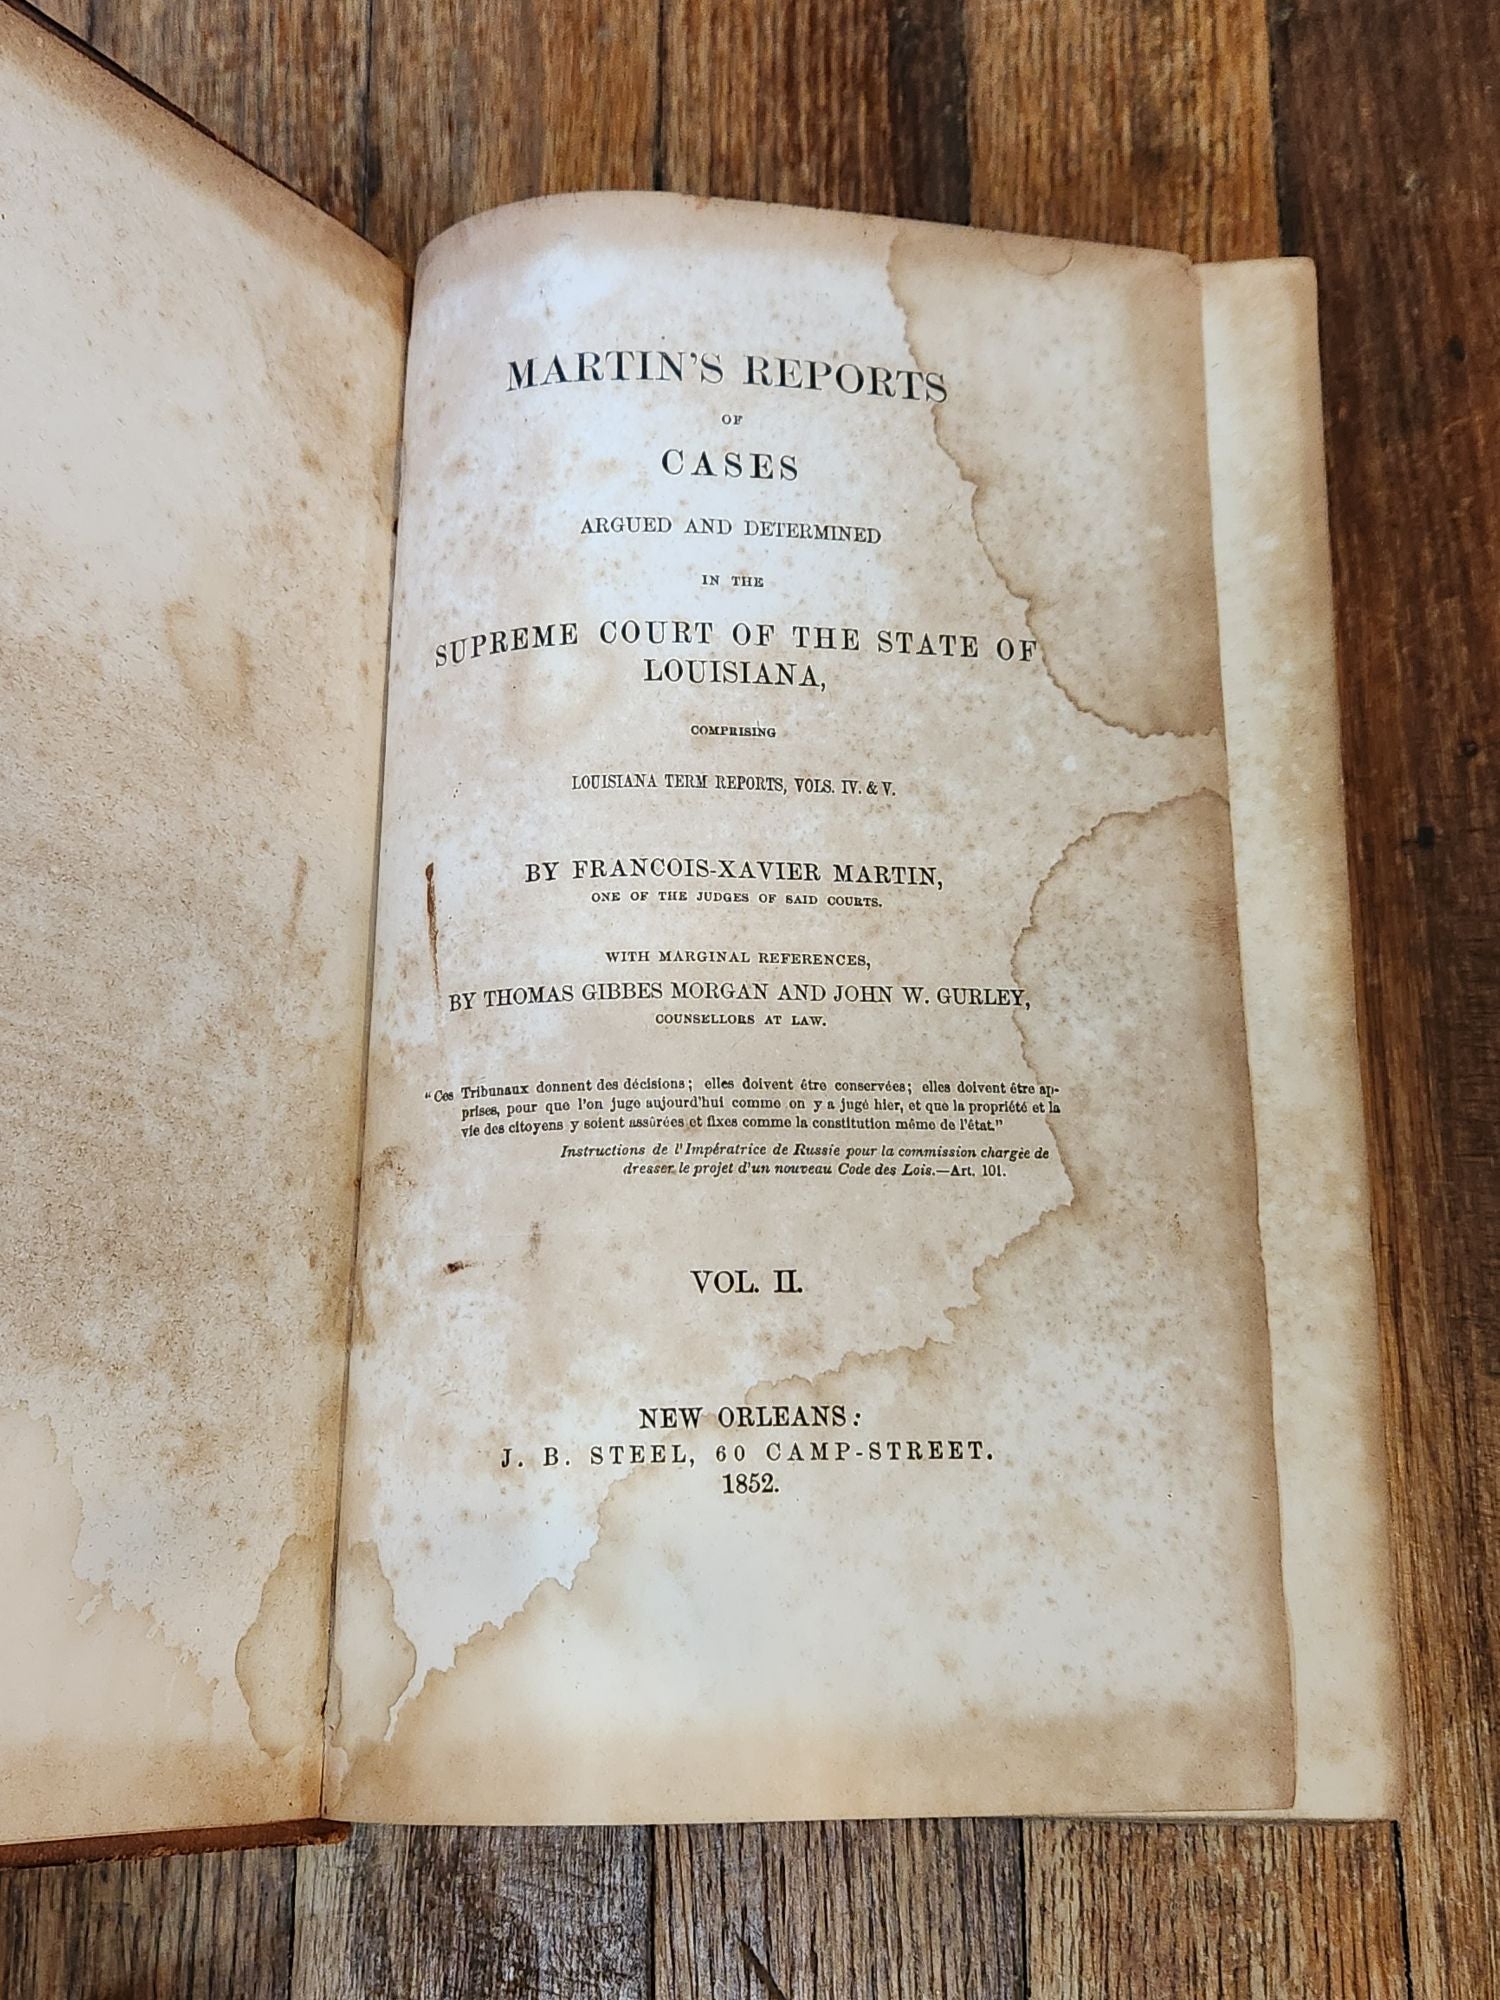 MARTIN'S REPORTS
OF
CASES
ARGUED AND DETERMINED
IN THE
SUPREME COURT OF THE STATE OF
LOUISIANA,
COMPRISING
LOUISIANA TERM REPORTS, VOLS. IV. & V.
BY FRANCOIS-XAVIER MARTIN,
ONE OF THE JUDGES OF SAID COURTS.
WITH MARGINAL REFERENCES,
BY THOMAS GIBBES MORGAN AND JOHN W. GURLEY,
COUNSELLORS AT LAW.
"Ces Tribunaux donnent des décisions; elles doivent être conservées; elles doivent être ap-
prises, pour que l'on juge aujourd'hui comme on y a jugé hier, et que la propriété et la
vie des citoyens y soient assûrées et fixes comme la constitution même de l'état."
Instructions de l'Impératrice de Russie pour la commission chargée de
dresser le projet d'un nouveau Code des Lois.—Art. 101.
VOL. II.
NEW ORLEANS:
J. B. STEEL, 60 CAMP-STREET.
1852.